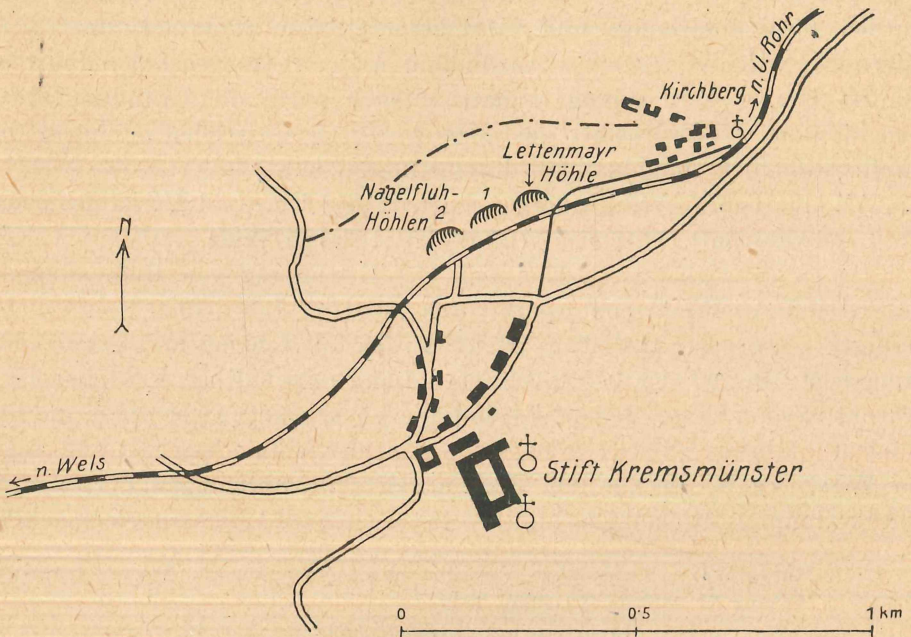 n. U. Rohr
Kirchberg
Lettenmayr
Höhle
Nagelfluh-
Höhlen 2
1
N
n. Wels
Stift Kremsmünster
0
0·5
1 km